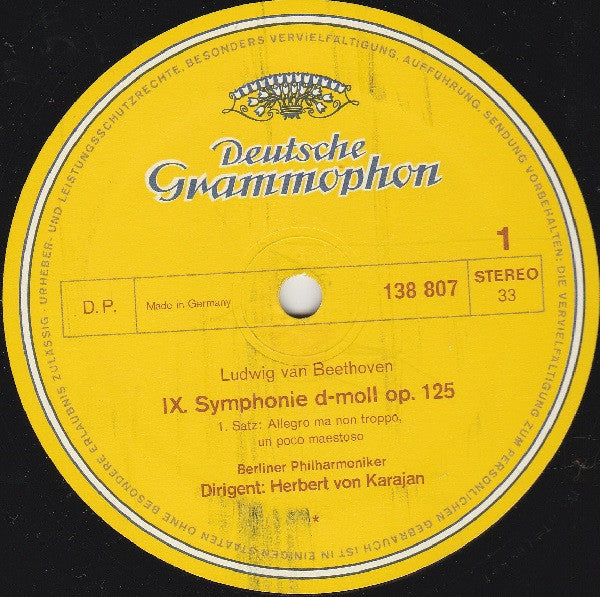 URHEBER- UND LEISTUNGSSCHUTZRECHTE, BESONDERS VERVIELFÄLTIGUNG, AUFFÜHRUNG, SENDUNG VORBEHALTEN: DIE VERVIELFÄLTIGUNG ZUM PERSÖNLICHEN GEBRAUCH IST IN EINIGEN STAATEN OHNE BESONDERE ERLAUBNIS ZULÄSSIG ·
Deutsche
Grammophon
1
D.P.
Made in Germany
138 807
STEREO
33
Ludwig van Beethoven
IX. Symphonie d-moll op. 125
1. Satz: Allegro ma non troppo,
un poco maestoso
Berliner Philharmoniker
Dirigent: Herbert von Karajan